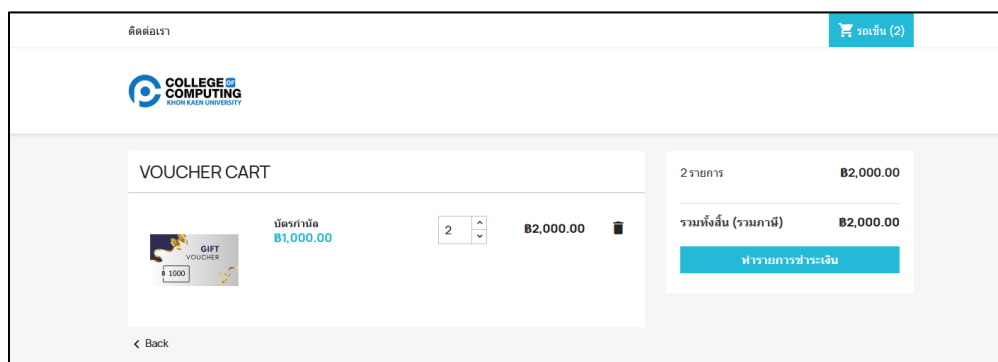 ติดต่อเรา
รถเข็น (2)
COLLEGE OF
COMPUTING
KHON KAEN UNIVERSITY
VOUCHER CART
บัตรกำนัล
฿1,000.00
2
฿2,000.00
GIFT
VOUCHER
฿ 1000
2 รายการ
฿2,000.00
รวมทั้งสิ้น (รวมภาษี)
฿2,000.00
ทำรายการชำระเงิน
Back